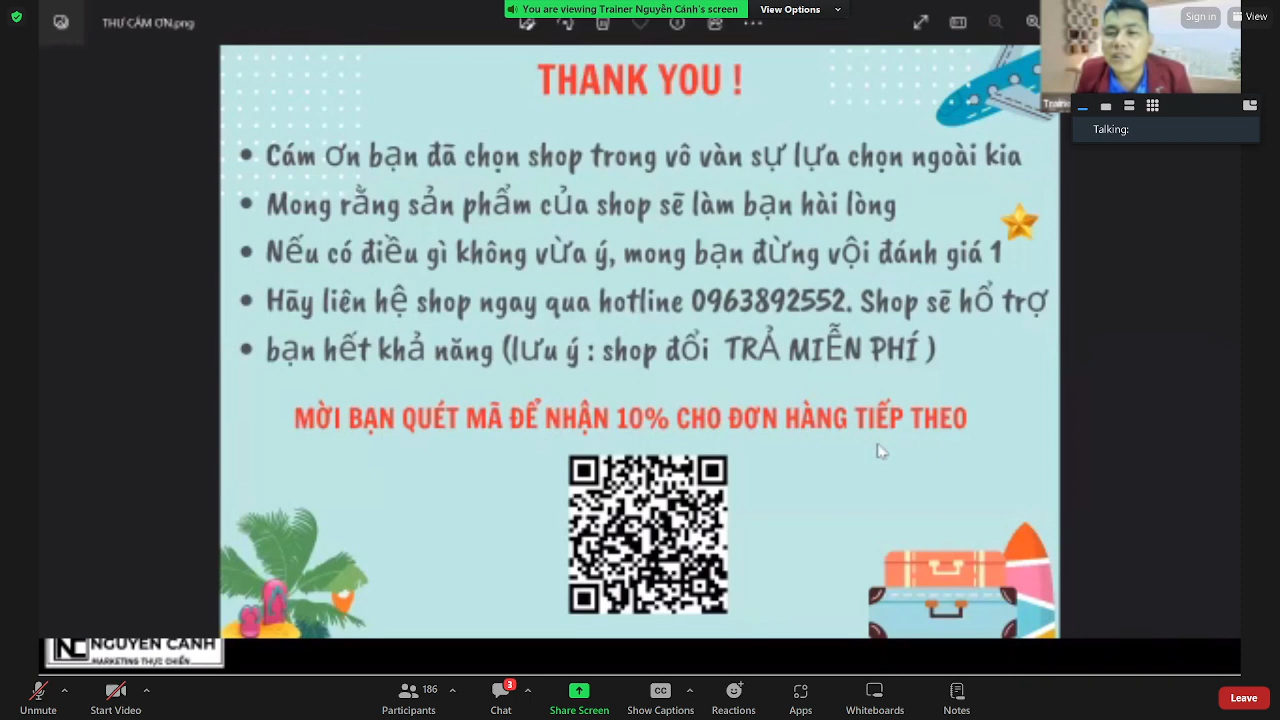 THƯ CẢM ƠN.png
You are viewing Trainer Nguyễn Cảnh's screen
View Options
Sign in
View
Talking:
THANK YOU !
• Cám ơn bạn đã chọn shop trong vô vàn sự lựa chọn ngoài kia
• Mong rằng sản phẩm của shop sẽ làm bạn hài lòng
• Nếu có điều gì không vừa ý, mong bạn đừng vội đánh giá 1
• Hãy liên hệ shop ngay qua hotline 0963892552. Shop sẽ hổ trợ
• bạn hết khả năng (lưu ý : shop đổi TRẢ MIỄN PHÍ )
MỜI BẠN QUÉT MÃ ĐỂ NHẬN 10% CHO ĐƠN HÀNG TIẾP THEO
NC NGUYEN CANH
MARKETING THỰC CHIẾN
Unmute
Start Video
186
Participants
3
Chat
Share Screen
CC
Show Captions
Reactions
Apps
Whiteboards
Notes
Leave